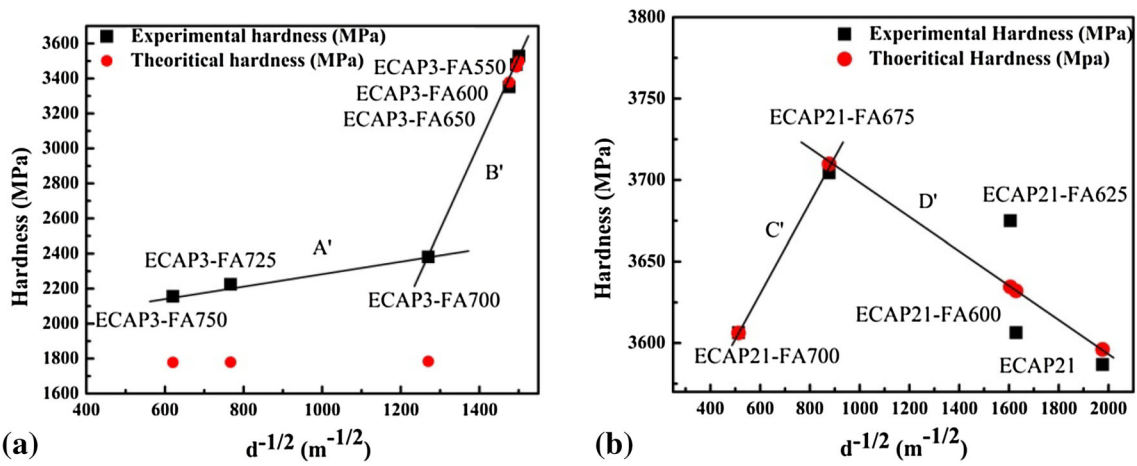 Experimental hardness (MPa)
Theoritical hardness (MPa)
3600
3400
3200
3000
2800
2600
2400
2200
2000
1800
1600
Hardness (MPa)
ECAP3-FA550
ECAP3-FA600
ECAP3-FA650
B'
A'
ECAP3-FA725
ECAP3-FA700
ECAP3-FA750
400 600 800 1000 1200 1400
d-1/2 (m-1/2)
(a)
Experimental Hardness (MPa)
Thoeritical Hardness (Mpa)
3800
3750
3700
3650
3600
Hardness (MPa)
ECAP21-FA675
ECAP21-FA625
D'
C'
ECAP21-FA600
ECAP21-FA700
ECAP21
400 600 800 1000 1200 1400 1600 1800 2000
d-1/2 (m-1/2)
(b)